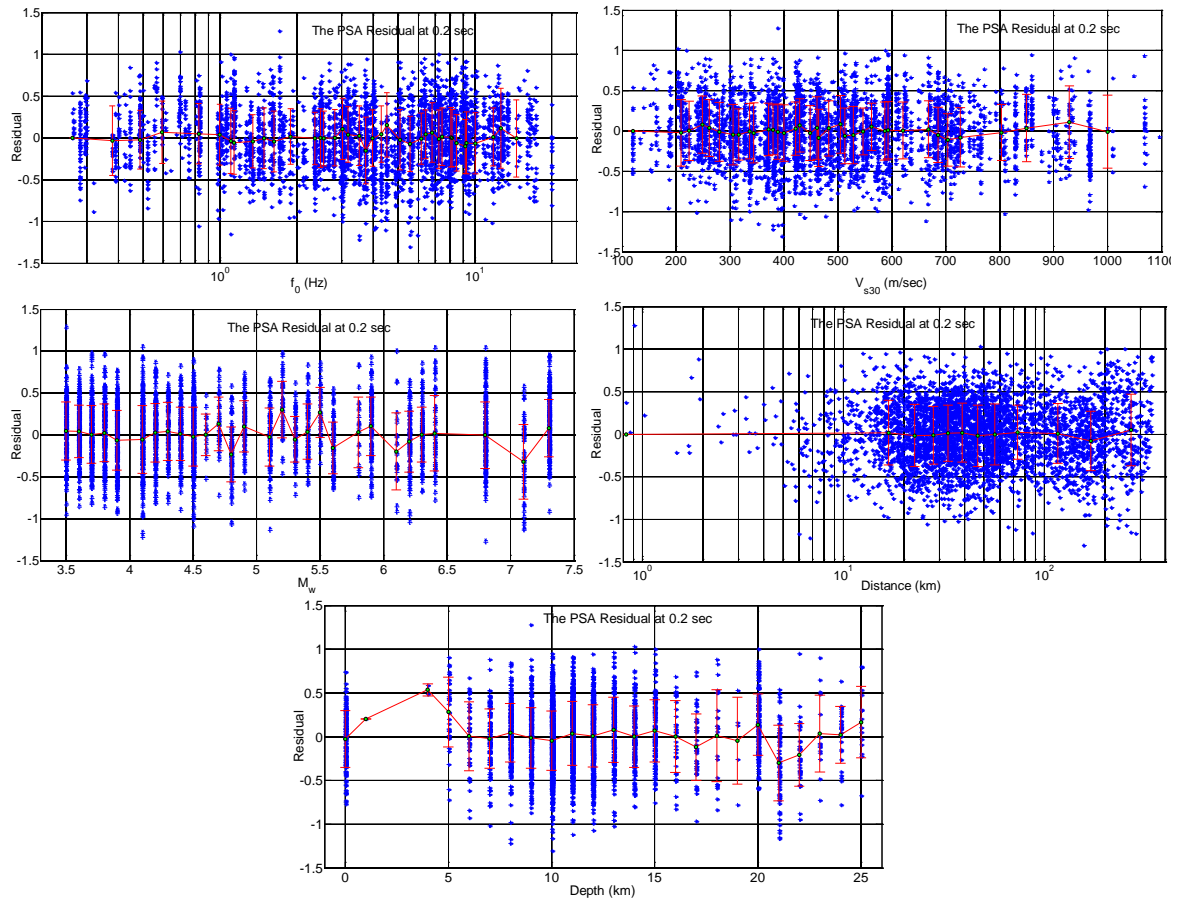 The PSA Residual at 0.2 sec
1.5
1
0.5
0
-0.5
-1
-1.5
Residual
10^0 10^1
f_0 (Hz)
The PSA Residual at 0.2 sec
1.5
1
0.5
0
-0.5
-1
-1.5
Residual
100 200 300 400 500 600 700 800 900 1000 1100
V_s30 (m/sec)
The PSA Residual at 0.2 sec
1.5
1
0.5
0
-0.5
-1
-1.5
Residual
3.5 4 4.5 5 5.5 6 6.5 7 7.5
M_w
The PSA Residual at 0.2 sec
1.5
1
0.5
0
-0.5
-1
-1.5
Residual
10^0 10^1 10^2
Distance (km)
The PSA Residual at 0.2 sec
1.5
1
0.5
0
-0.5
-1
-1.5
Residual
0 5 10 15 20 25
Depth (km)